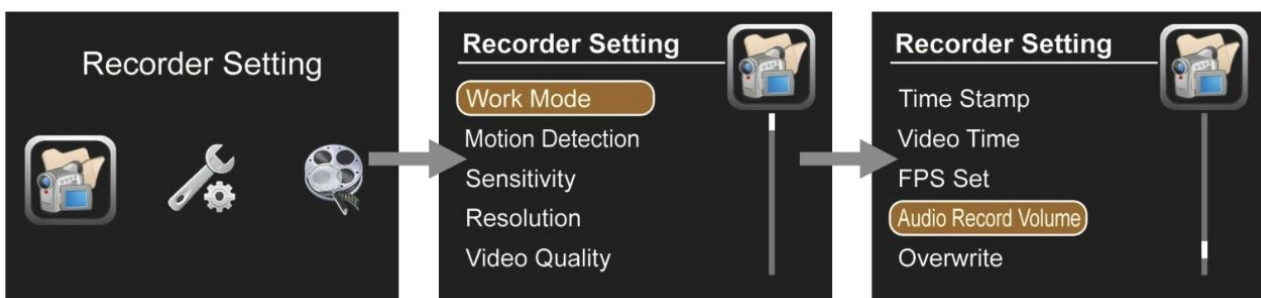 Recorder Setting
Recorder Setting
Work Mode
Motion Detection
Sensitivity
Resolution
Video Quality
Recorder Setting
Time Stamp
Video Time
FPS Set
Audio Record Volume
Overwrite